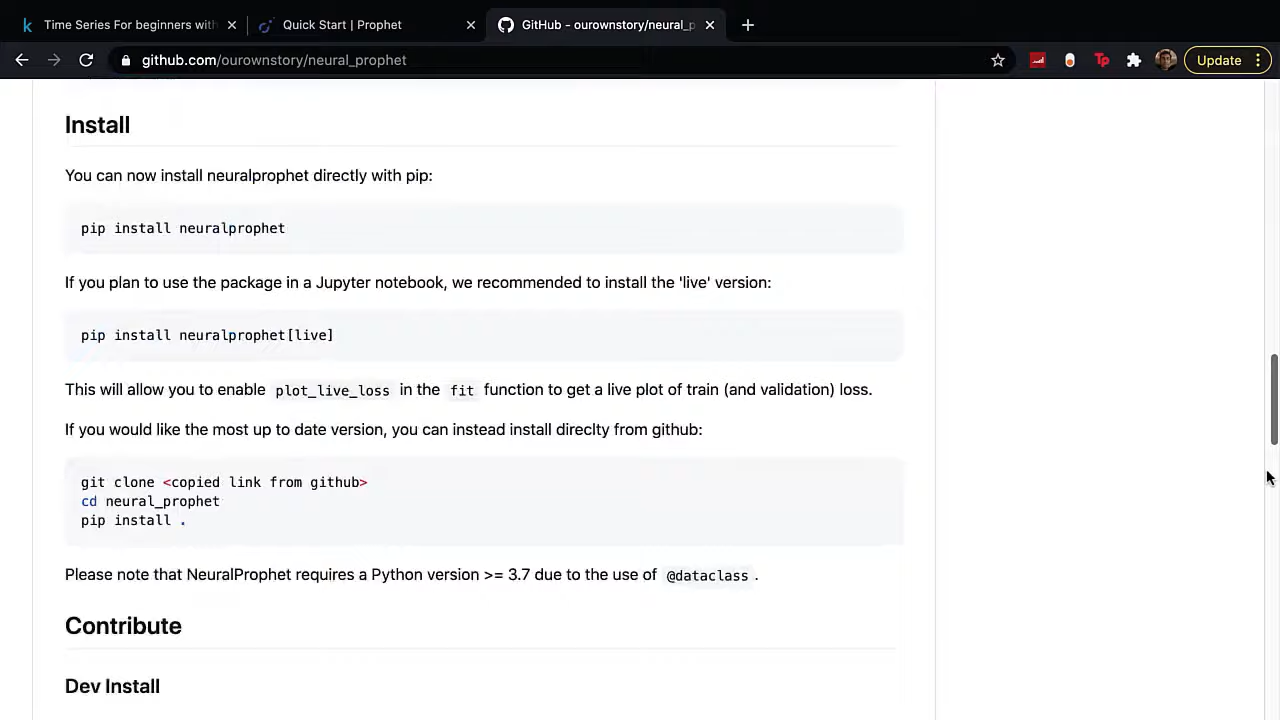 Time Series For beginners with
Quick Start | Prophet
GitHub - ourownstory/neural_p
github.com/ourownstory/neural_prophet
Update
Install
You can now install neuralprophet directly with pip:
pip install neuralprophet
If you plan to use the package in a Jupyter notebook, we recommended to install the 'live' version:
pip install neuralprophet[live]
This will allow you to enable plot_live_loss in the fit function to get a live plot of train (and validation) loss.
If you would like the most up to date version, you can instead install direclty from github:
git clone <copied link from github>
cd neural_prophet
pip install .
Please note that NeuralProphet requires a Python version >= 3.7 due to the use of @dataclass .
Contribute
Dev Install